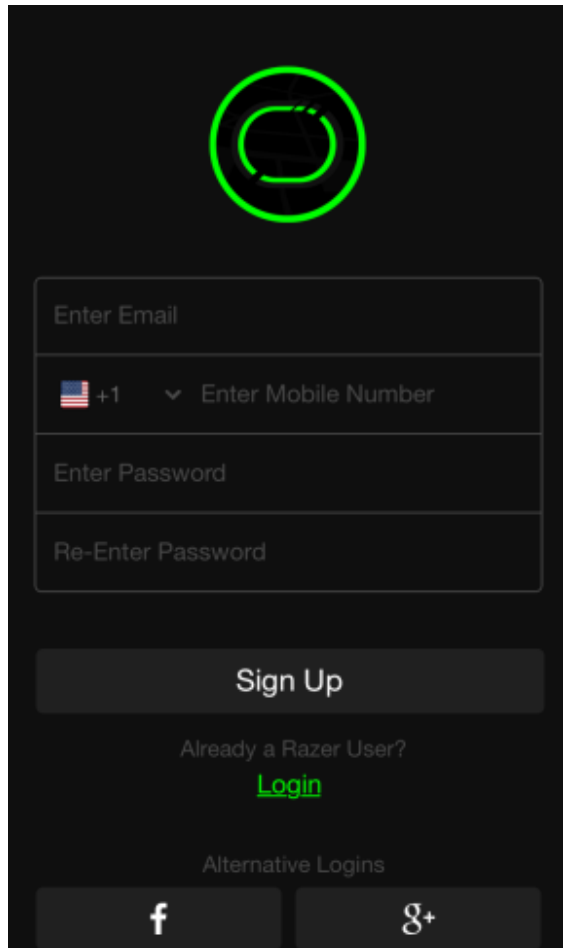 Enter Email
+1 Enter Mobile Number
Enter Password
Re-Enter Password
Sign Up
Already a Razer User?
Login
Alternative Logins
f g+